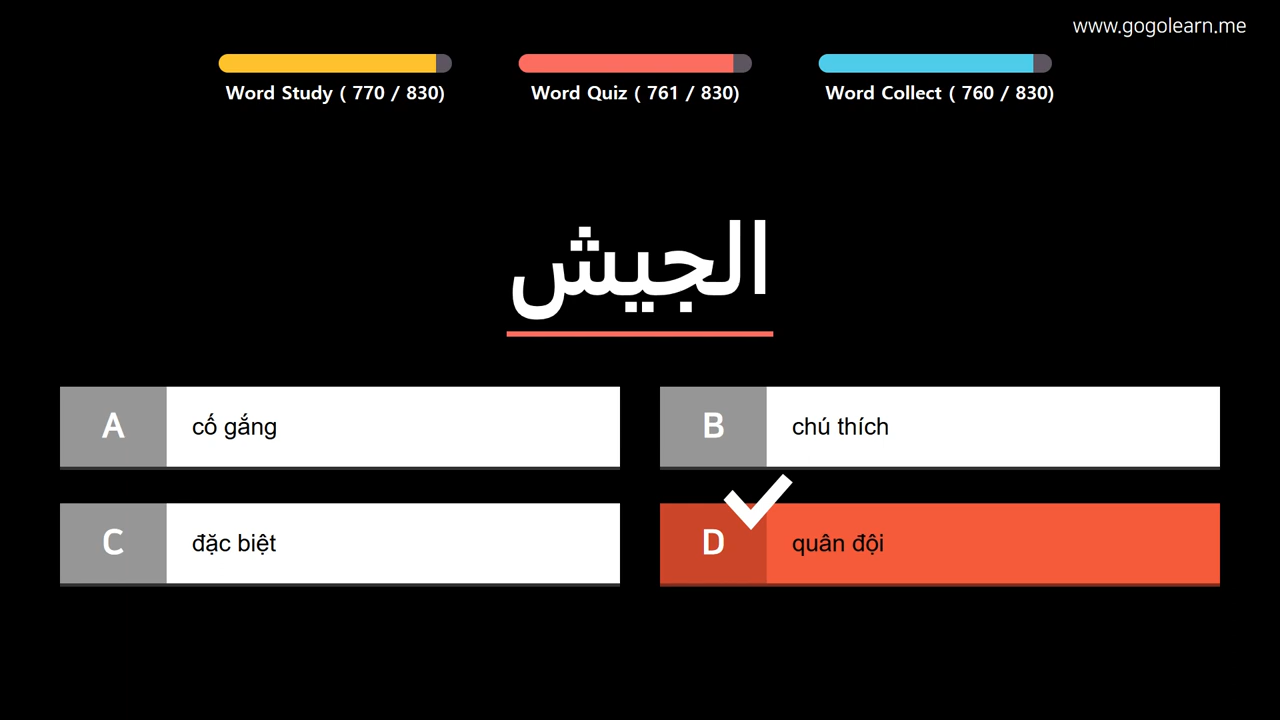 www.gogolearn.me
Word Study ( 770 / 830)
Word Quiz ( 761 / 830)
Word Collect ( 760 / 830)
الجيش
A
cố gắng
B
chú thích
C
đặc biệt
D
quân đội